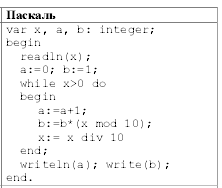 Паскаль
var x, a, b: integer;
begin
readln(x);
a:=0; b:=1;
while x>0 do
begin
a:=a+1;
b:=b*(x mod 10);
x:= x div 10
end;
writeln(a); write(b);
end.